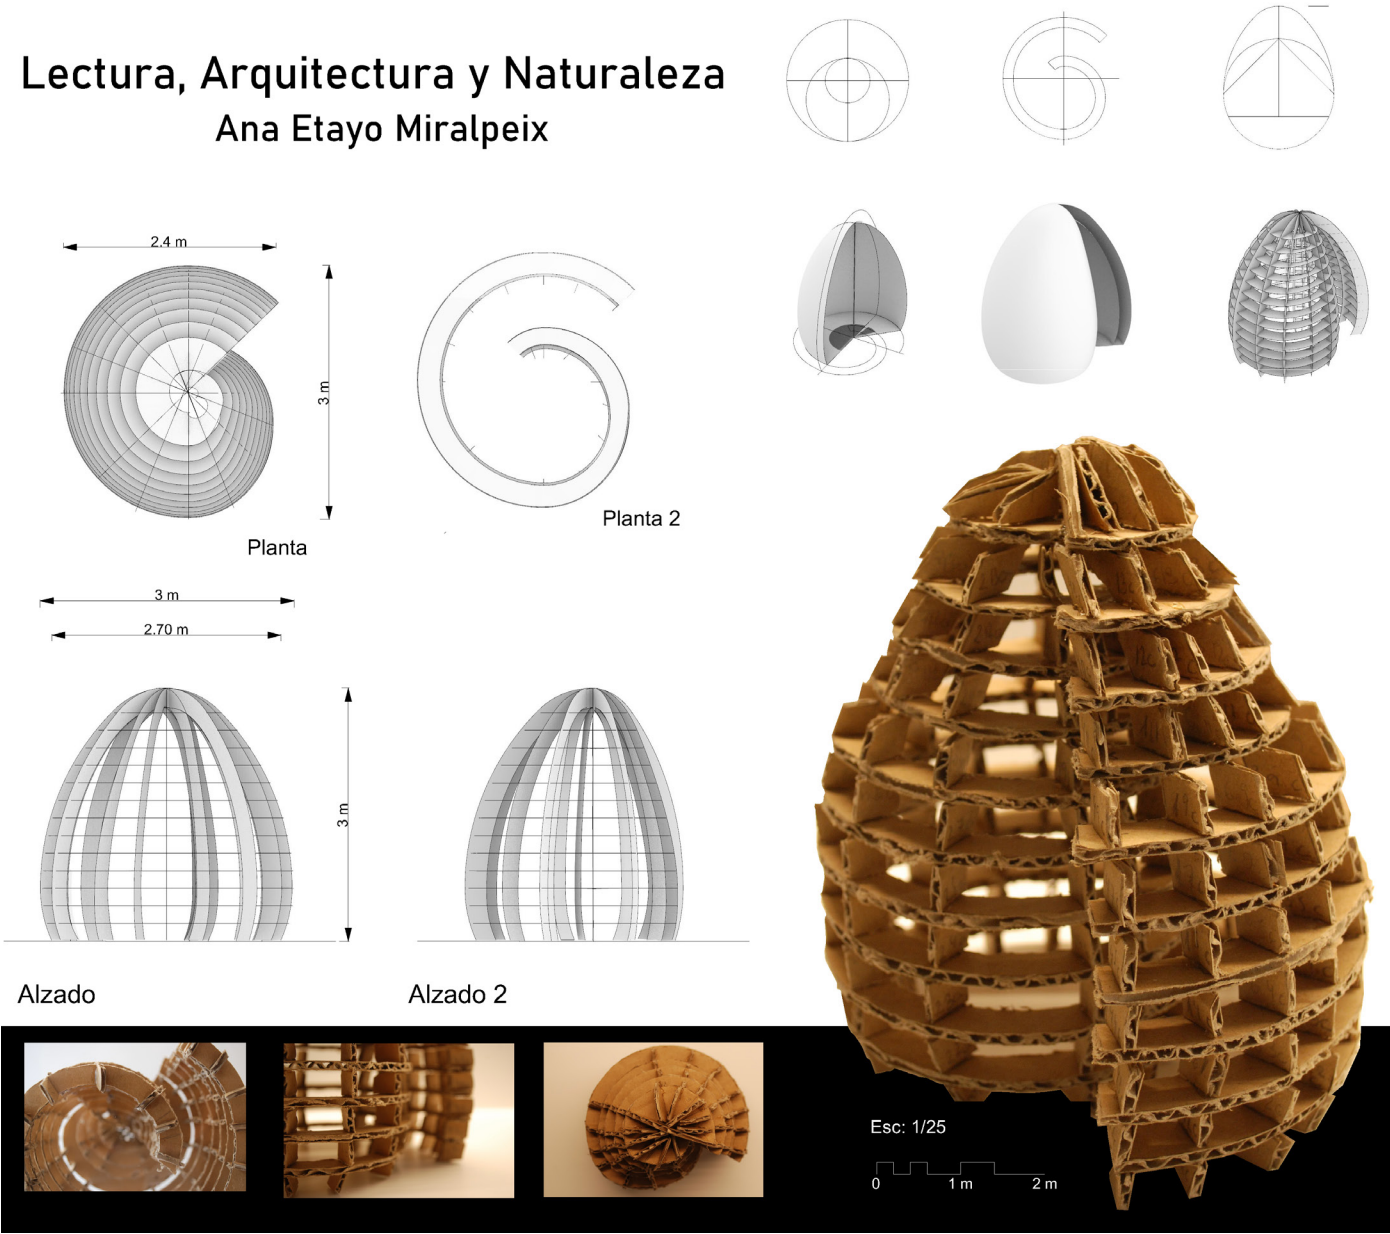 Lectura, Arquitectura y Naturaleza
Ana Etayo Miralpeix
2.4 m
3 m
Planta
Planta 2
3 m
2.70 m
3 m
Alzado
Alzado 2
Esc: 1/25
0 1 m 2 m